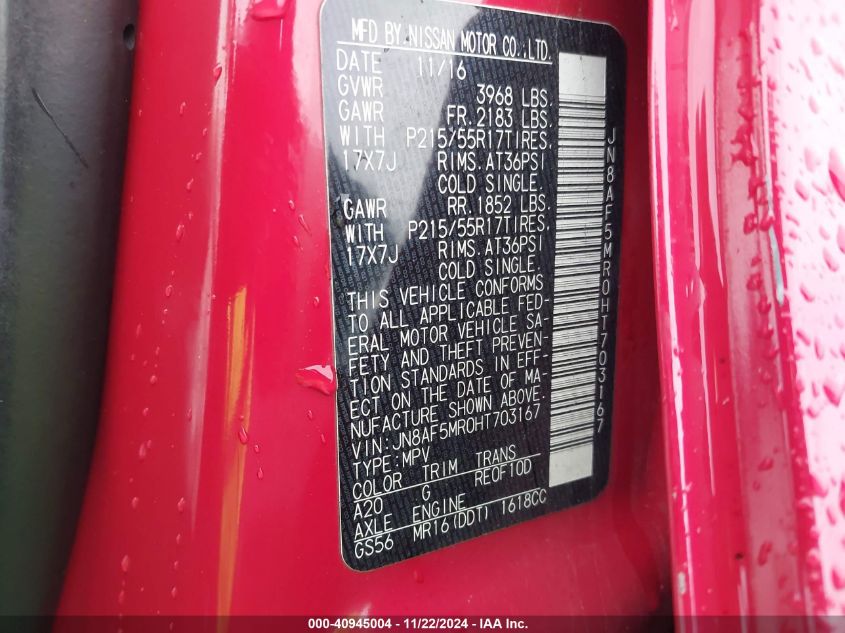 MFD BY NISSAN MOTOR CO.,LTD.
DATE 11/16
GVWR 3968 LBS.
GAWR FR. 2183 LBS.
WITH P215/55R17TIRES.
17X7J RIMS. AT36PSI
COLD SINGLE.
GAWR RR. 1852 LBS.
WITH P215/55R17TIRES.
17X7J RIMS. AT36PSI
COLD SINGLE.
THIS VEHICLE CONFORMS
TO ALL APPLICABLE FED-
ERAL MOTOR VEHICLE SA-
FETY AND THEFT PREVEN-
TION STANDARDS IN EFF-
ECT ON THE DATE OF MA-
NUFACTURE SHOWN ABOVE.
VIN:JN8AF5MR0HT703167
TYPE:MPV
COLOR TRIM TRANS
A20 G RE0F10D
AXLE ENGINE
GS56 MR16(DDT) 1618CC
JN8AF5MR0HT703167
000-40945004 - 11/22/2024 - IAA Inc.